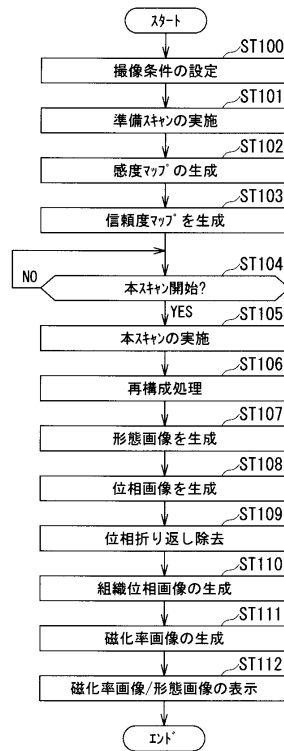 スタート
ST100
撮像条件の設定
ST101
準備スキャンの実施
ST102
感度マップの生成
ST103
信頼度マップを生成
ST104
NO
本スキャン開始?
YES
ST105
本スキャンの実施
ST106
再構成処理
ST107
形態画像を生成
ST108
位相画像を生成
ST109
位相折り返し除去
ST110
組織位相画像の生成
ST111
磁化率画像の生成
ST112
磁化率画像/形態画像の表示
エンド